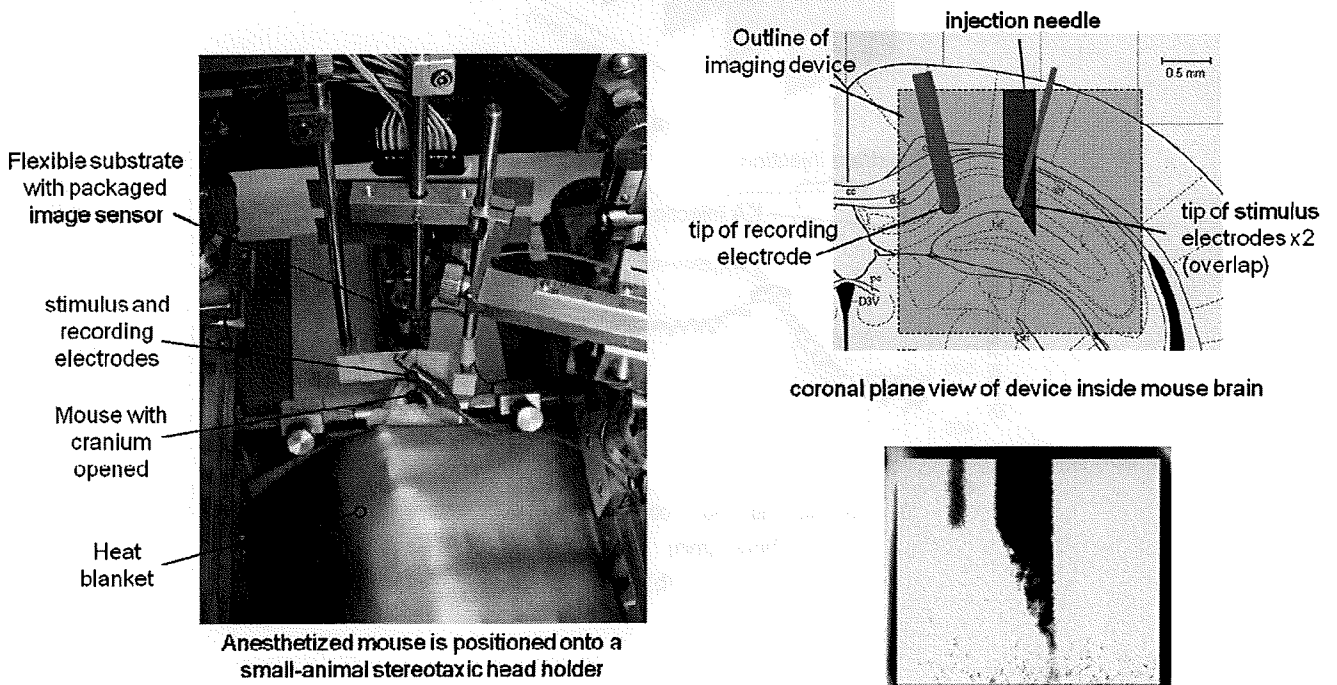 Flexible substrate
with packaged
image sensor
stimulus and
recording
electrodes
Mouse with
cranium
opened
Heat
blanket
Anesthetized mouse is positioned onto a
small-animal stereotaxic head holder
injection needle
Outline of
imaging device
0.5 mm
tip of recording
electrode
tip of stimulus
electrodes x2
(overlap)
cc
D3V
coronal plane view of device inside mouse brain